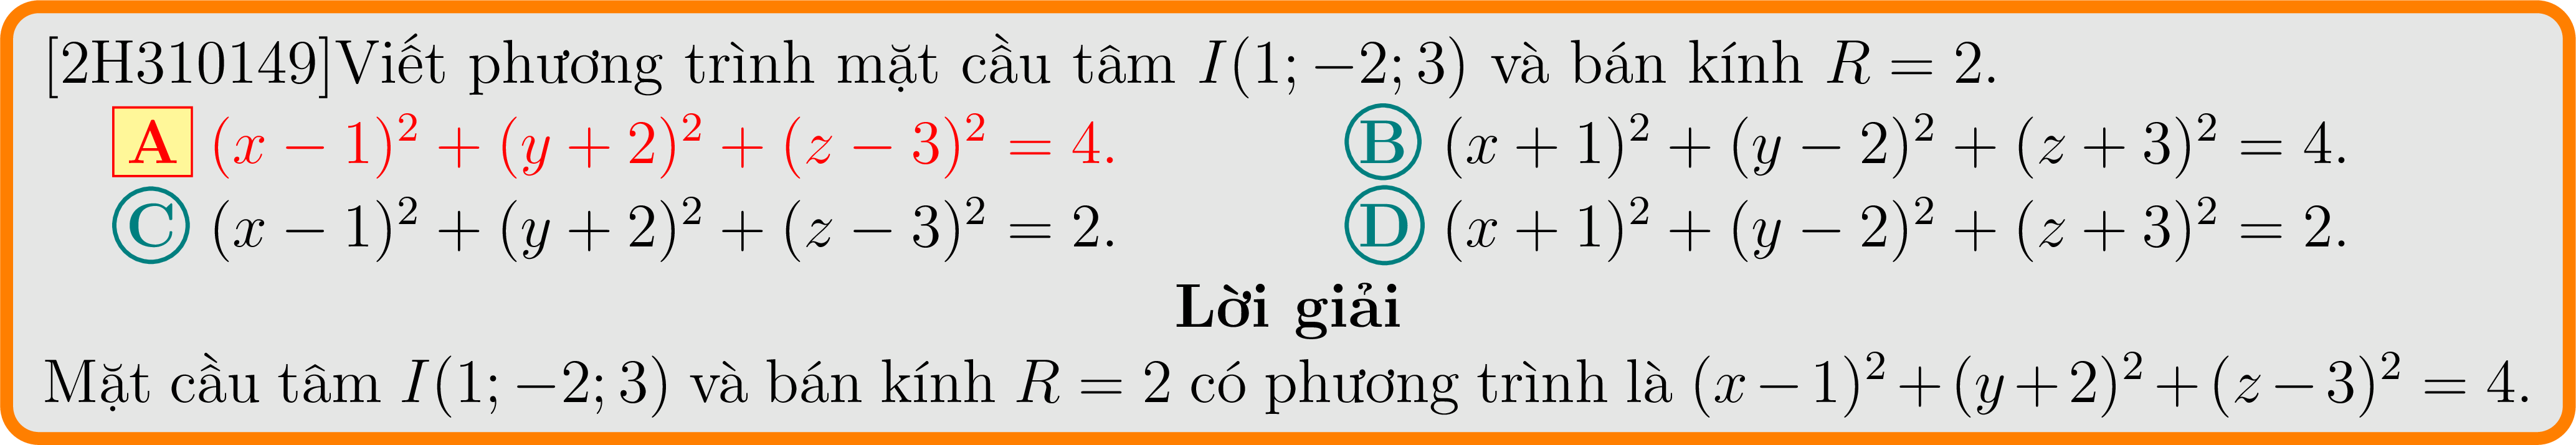 [2H310149]Viết phương trình mặt cầu tâm I(1; −2; 3) và bán kính R = 2.
A (x − 1)² + (y + 2)² + (z − 3)² = 4. B (x + 1)² + (y − 2)² + (z + 3)² = 4.
C (x − 1)² + (y + 2)² + (z − 3)² = 2. D (x + 1)² + (y − 2)² + (z + 3)² = 2.
Lời giải
Mặt cầu tâm I(1; −2; 3) và bán kính R = 2 có phương trình là (x − 1)² + (y + 2)² + (z − 3)² = 4.